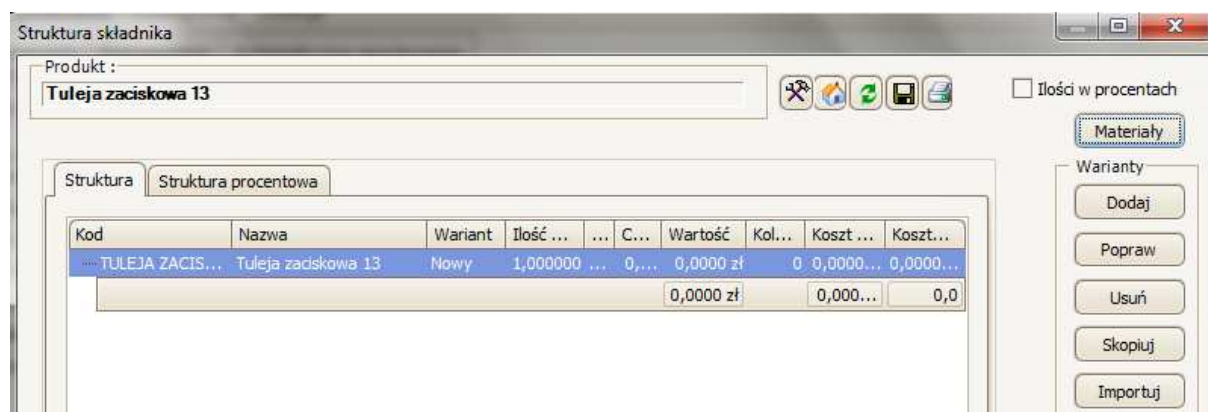 Struktura składnika
Produkt :
Tuleja zaciskowa 13
Ilości w procentach
Materiały
Warianty
Dodaj
Popraw
Usuń
Skopiuj
Importuj
Struktura Struktura procentowa
Kod Nazwa Wariant Ilość ... ... C... Wartość Kol... Koszt ... Koszt...
TULEJA ZACIS... Tuleja zaciskowa 13 Nowy 1,000000 ... 0,... 0,0000 zł 0 0,0000... 0,0000...
0,0000 zł 0,000... 0,0